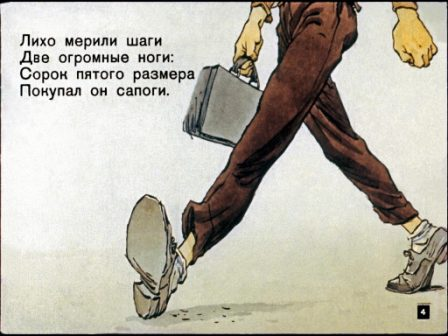 Лихо мерили шаги
Две огромные ноги:
Сорок пятого размера
Покупал он сапоги.
4